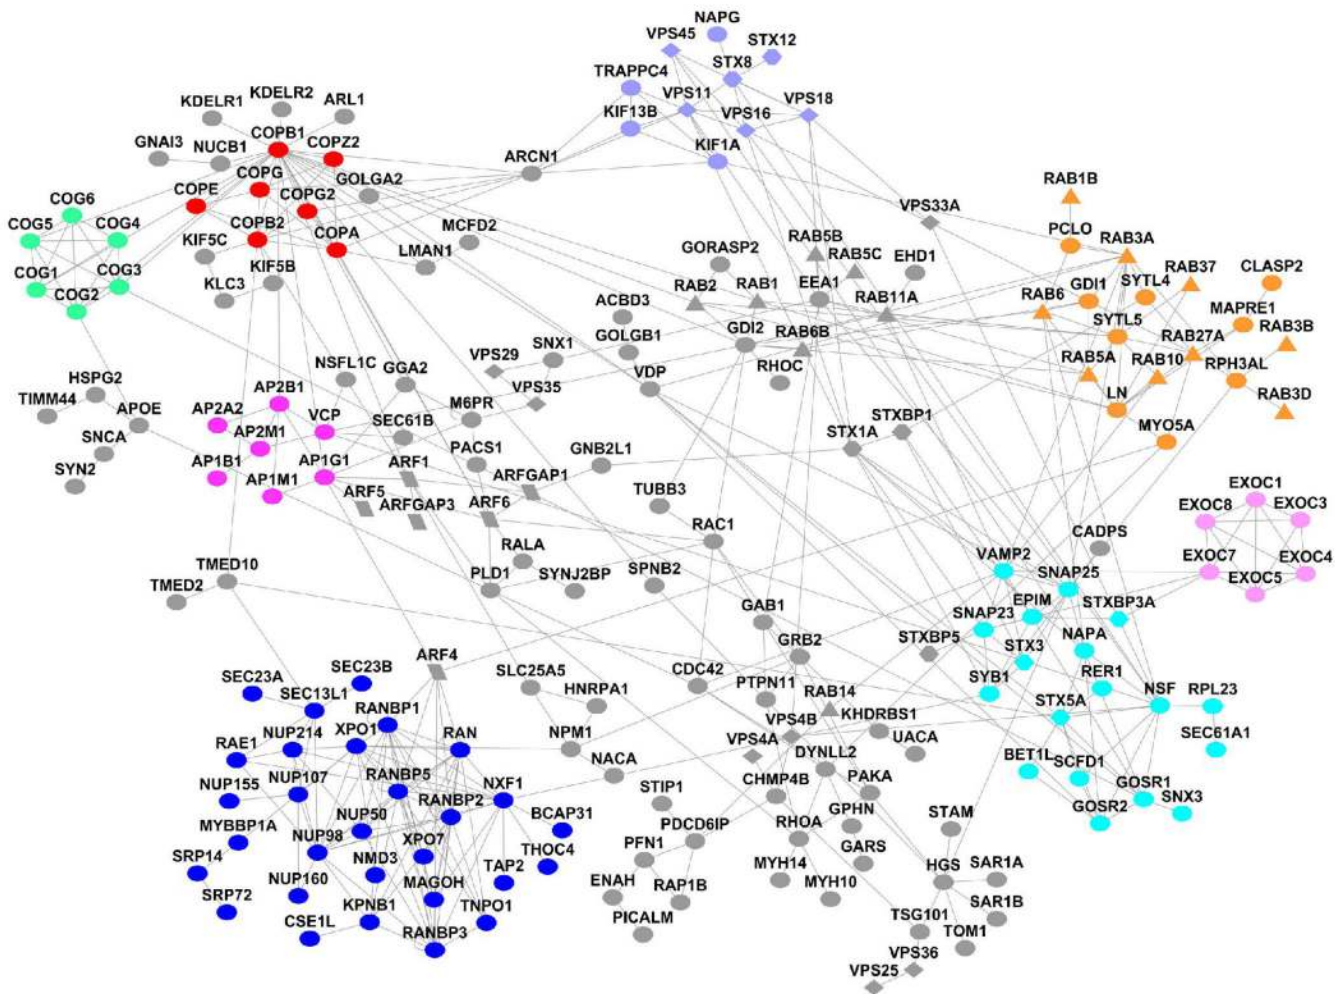 NAPG
VPS45
STX12
STX8
TRAPPC4
VPS11
VPS16
VPS18
KIF13B
KIF1A
KDELR1
KDELR2
ARL1
COPB1
GNAI3
NUCB1
COPZ2
ARCN1
COPG
GOLGA2
COPE
COPG2
COPB2
COPA
MCFD2
LMAN1
KIF5C
KIF5B
KLC3
COG6
COG5
COG4
COG1
COG3
COG2
RAB1B
VPS33A
PCLO
RAB3A
RAB5B
RAB5C
EHD1
GORASP2
RAB2
RAB1
EEA1
RAB11A
GDI1
SYTL4
RAB37
CLASP2
RAB6
MAPRE1
SYTL5
RAB27A
RAB3B
RAB5A
RAB10
RPH3AL
LN
RAB3D
MYO5A
ACBD3
GOLGB1
GDI2
RAB6B
RHOC
VDP
NSFL1C
GGA2
VPS29
SNX1
VPS35
HSPG2
TIMM44
APOE
SNCA
SYN2
AP2B1
AP2A2
VCP
AP2M1
AP1B1
AP1G1
AP1M1
M6PR
SEC61B
PACS1
ARF1
ARFGAP1
GNB2L1
ARF5
ARFGAP3
ARF6
STXBP1
STX1A
TUBB3
RAC1
RALA
SYNJ2BP
SPNB2
PLD1
TMED10
TMED2
EXOC1
EXOC8
EXOC3
EXOC7
EXOC4
EXOC5
CADPS
VAMP2
SNAP25
EPIM
STXBP3A
SNAP23
STXBP5
NAPA
STX3
SYB1
RER1
STX5A
NSF
RPL23
SEC61A1
BET1L
SCFD1
GOSR1
GOSR2
SNX3
GAB1
GRB2
ARF4
SLC25A5
HNRPA1
CDC42
PTPN11
RAB14
VPS4B
KHDRBS1
NPM1
NACA
VPS4A
DYNLL2
UACA
CHMP4B
PAKA
STIP1
PDCD6IP
RHOA
GPHN
STAM
PFN1
GARS
ENAH
RAP1B
MYH14
MYH10
HGS
SAR1A
SAR1B
PICALM
TSG101
TOM1
VPS36
VPS25
SEC23A
SEC23B
SEC13L1
RANBP1
NUP214
XPO1
RAN
RAE1
NUP107
RANBP5
NXF1
NUP155
RANBP2
BCAP31
NUP50
MYBBP1A
NUP98
XPO7
THOC4
SRP14
NMD3
TAP2
NUP160
MAGOH
SRP72
KPNB1
TNPO1
CSE1L
RANBP3